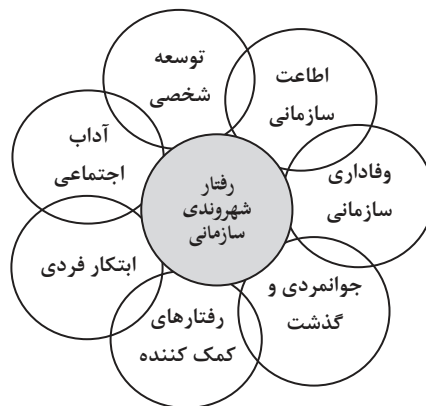 توسعه
شخصی
اطاعت
سازمانی
وفاداری
سازمانی
جوانمردی و
گذشت
رفتارهای
کمک کننده
ابتکار فردی
آداب
اجتماعی
رفتار
شهروندی
سازمانی